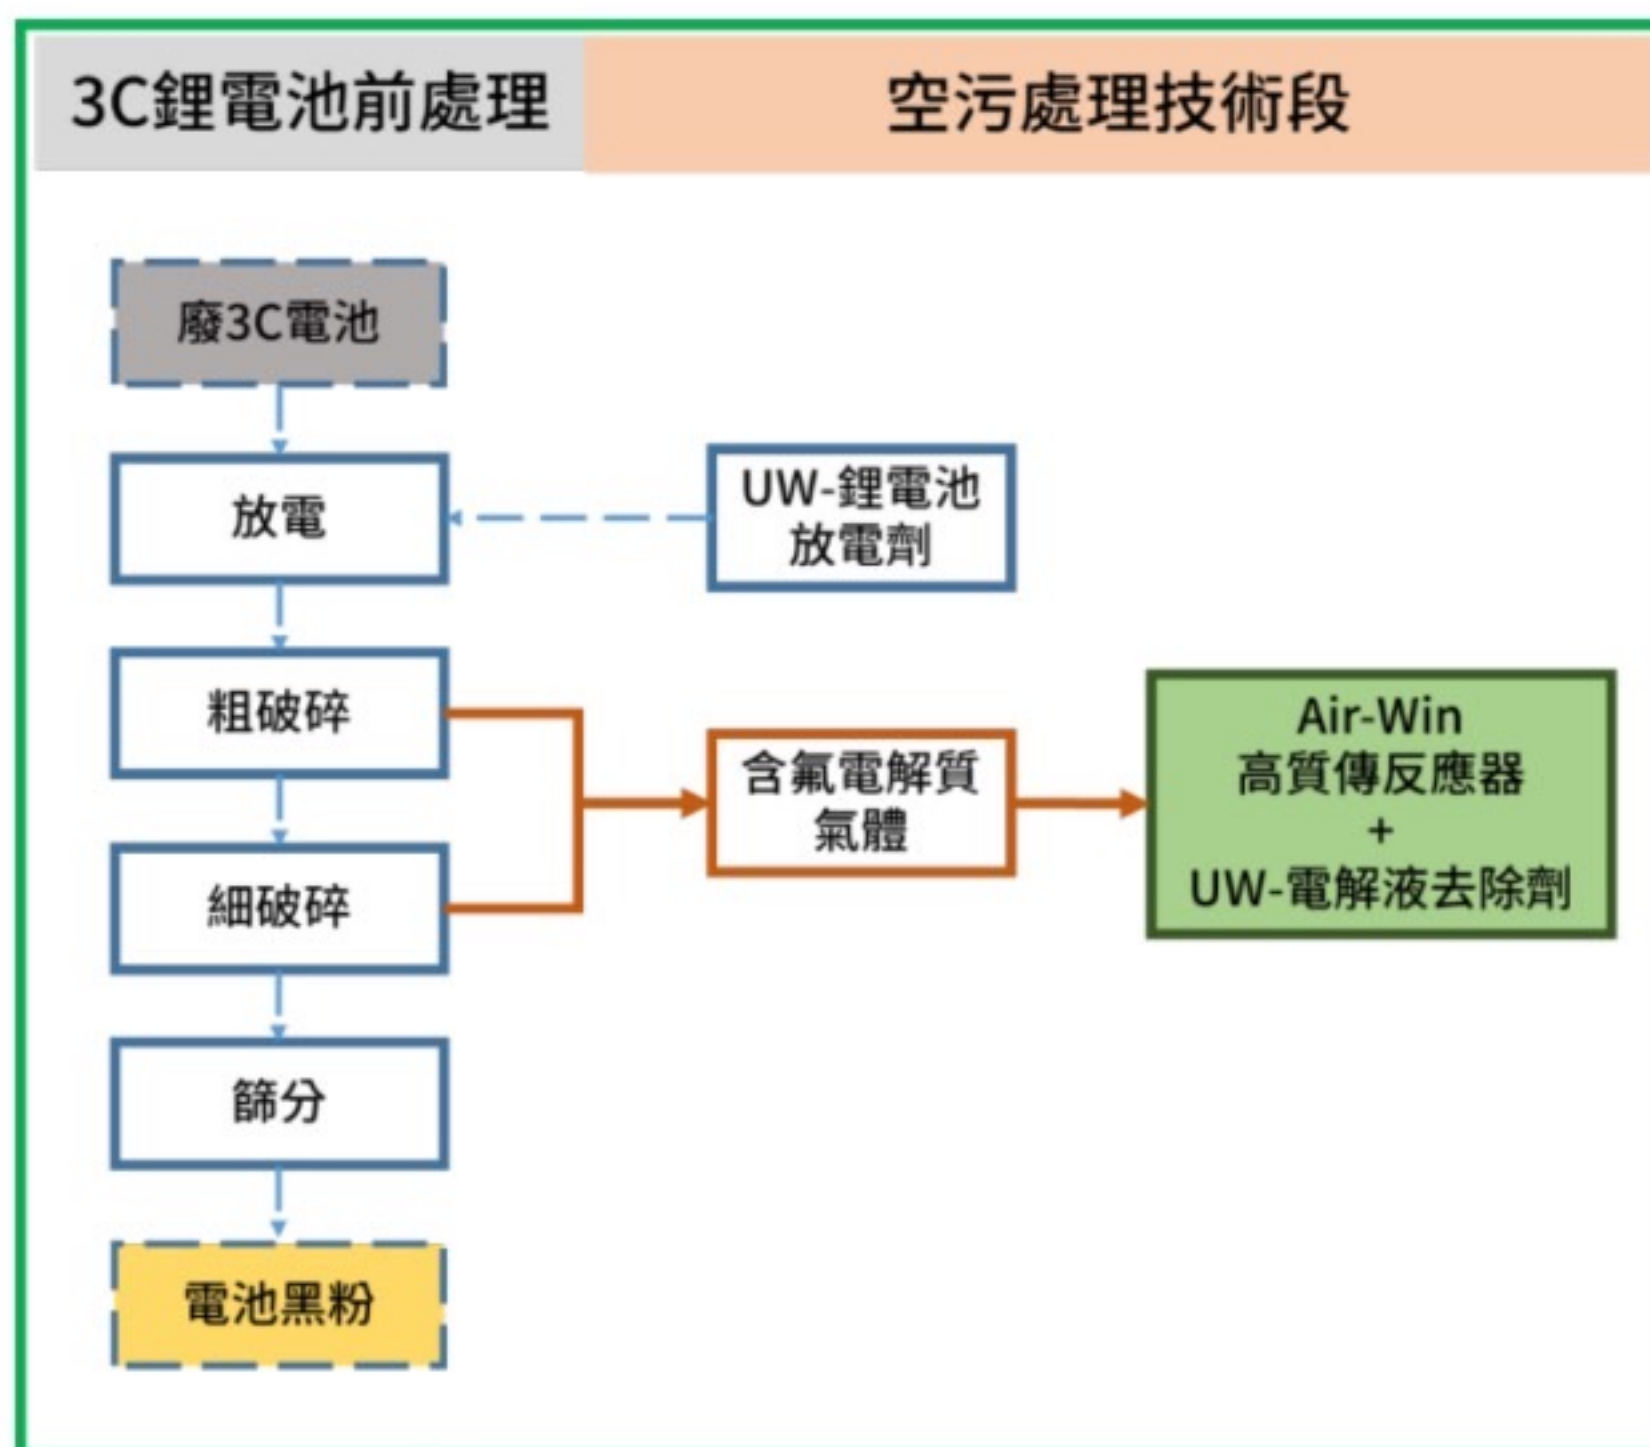 3C鋰電池前處理
空污處理技術段
廢3C電池
放電
UW-鋰電池
放電劑
粗破碎
含氟電解質
氣體
Air-Win
高質傳反應器
+
UW-電解液去除劑
細破碎
篩分
電池黑粉